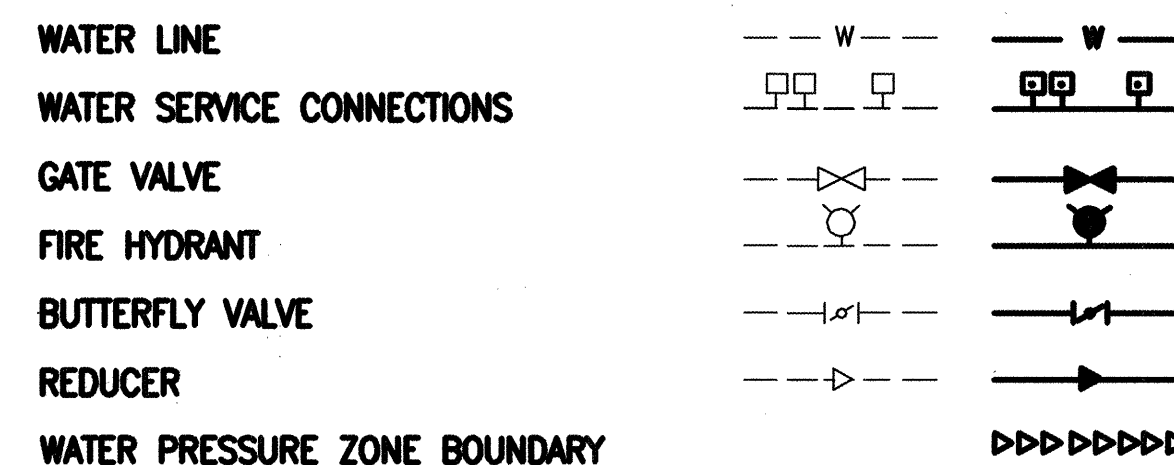 WATER LINE W W
WATER SERVICE CONNECTIONS
GATE VALVE
FIRE HYDRANT
BUTTERFLY VALVE
REDUCER
WATER PRESSURE ZONE BOUNDARY